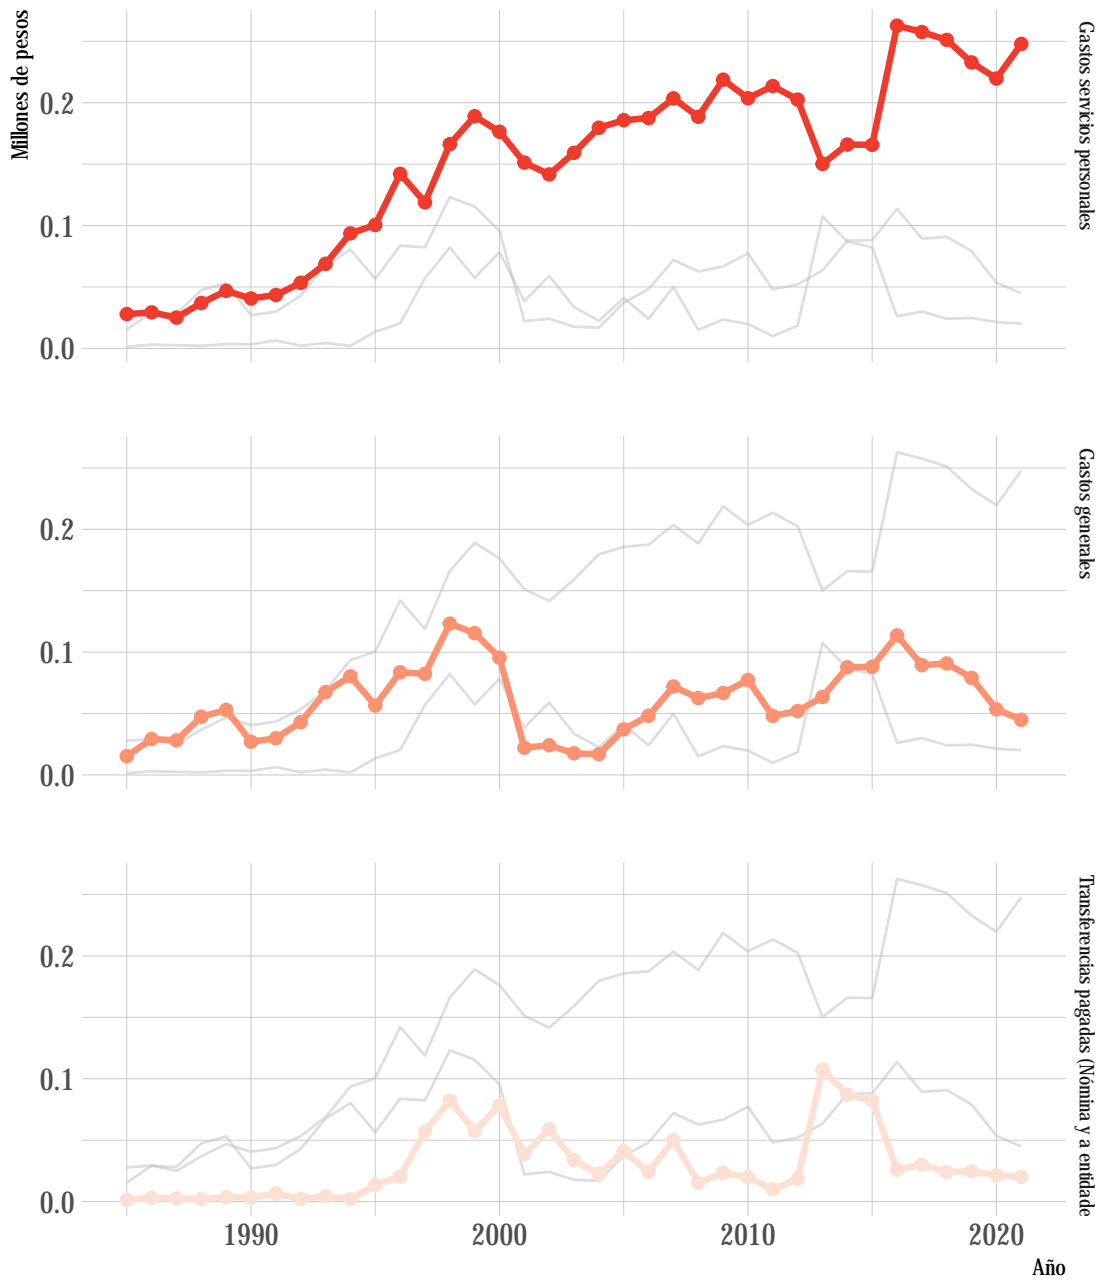 Millones de pesos
0.2
0.1
0.0
Gastos servicios personales
0.2
0.1
0.0
Gastos generales
0.2
0.1
0.0
Transferencias pagadas (Nómina y a entidade
1990
2000
2010
2020
Año